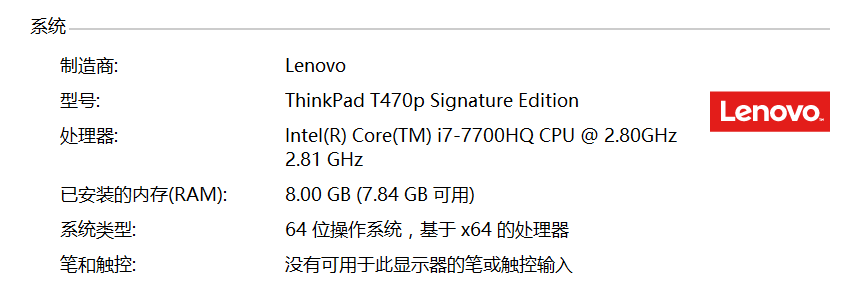 系统
制造商: Lenovo
型号: ThinkPad T470p Signature Edition
Lenovo
处理器: Intel(R) Core(TM) i7-7700HQ CPU @ 2.80GHz
2.81 GHz
已安装的内存(RAM): 8.00 GB (7.84 GB 可用)
系统类型: 64 位操作系统，基于 x64 的处理器
笔和触控: 没有可用于此显示器的笔或触控输入